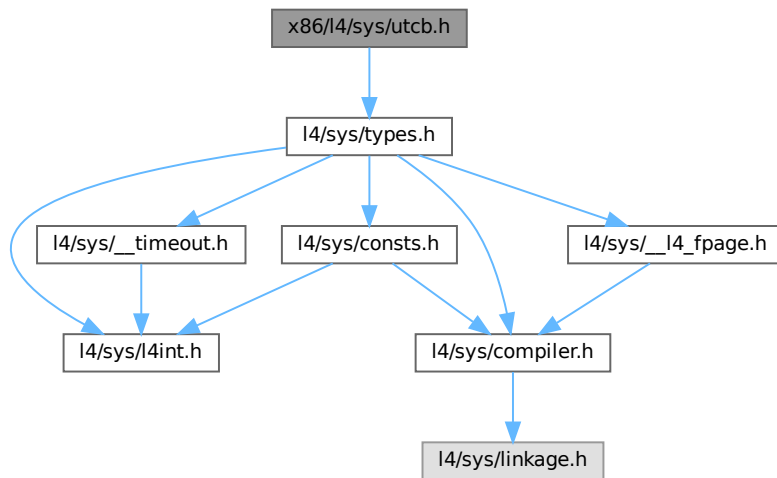 x86/l4/sys/utcb.h
l4/sys/types.h
l4/sys/__timeout.h
l4/sys/consts.h
l4/sys/__l4_fpage.h
l4/sys/l4int.h
l4/sys/compiler.h
l4/sys/linkage.h